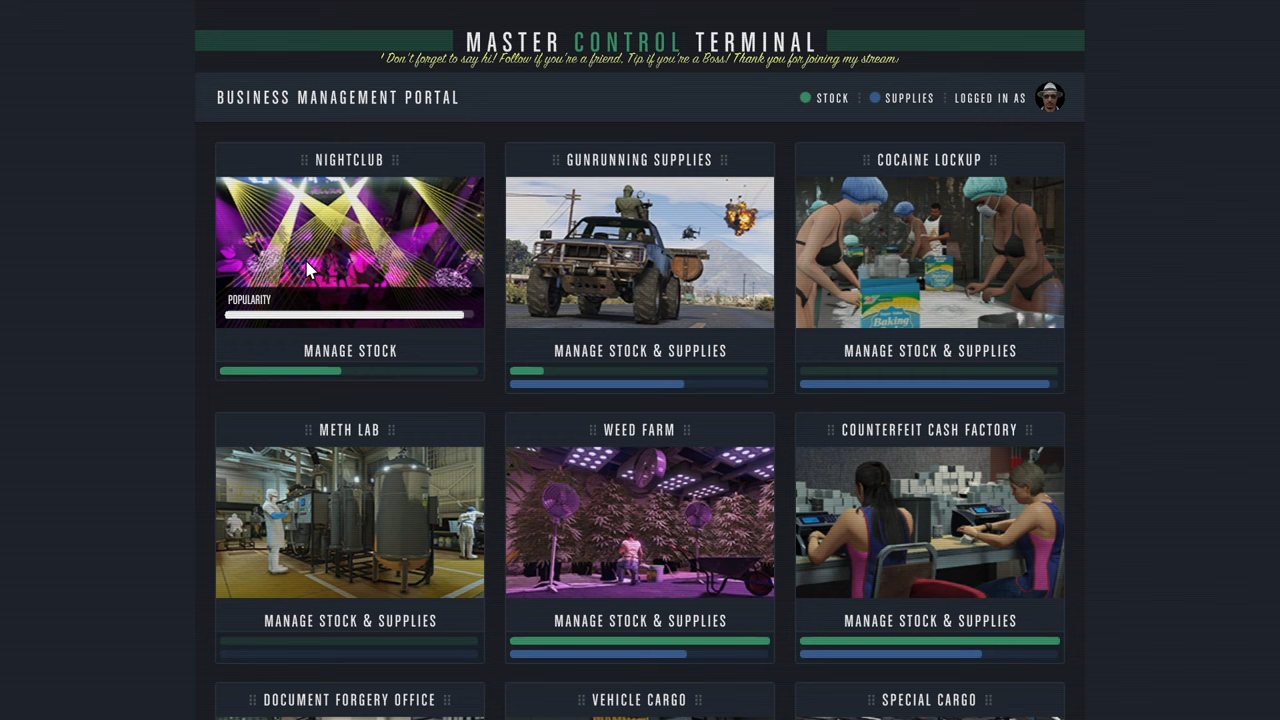 MASTER CONTROL TERMINAL
! Don't forget to say hi! Follow if you're a friend, Tip if you're a Boss! Thank you for joining my stream!
BUSINESS MANAGEMENT PORTAL
STOCK
SUPPLIES
LOGGED IN AS
NIGHTCLUB
GUNRUNNING SUPPLIES
COCAINE LOCKUP
POPULARITY
Baking
MANAGE STOCK
MANAGE STOCK & SUPPLIES
MANAGE STOCK & SUPPLIES
METH LAB
WEED FARM
COUNTERFEIT CASH FACTORY
MANAGE STOCK & SUPPLIES
MANAGE STOCK & SUPPLIES
MANAGE STOCK & SUPPLIES
DOCUMENT FORGERY OFFICE
VEHICLE CARGO
SPECIAL CARGO